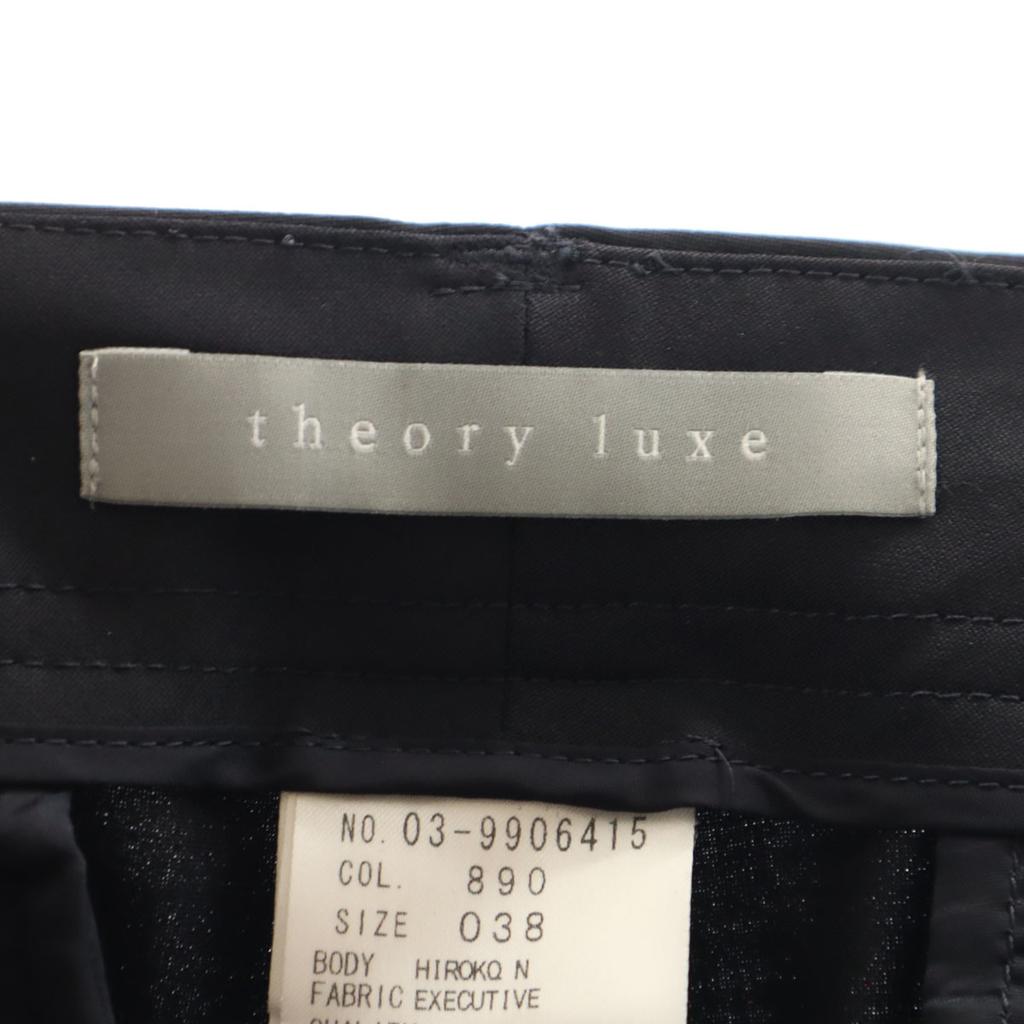 theory luxe
NO. 03-9906415
COL. 890
SIZE 038
BODY HIROKO N
FABRIC EXECUTIVE